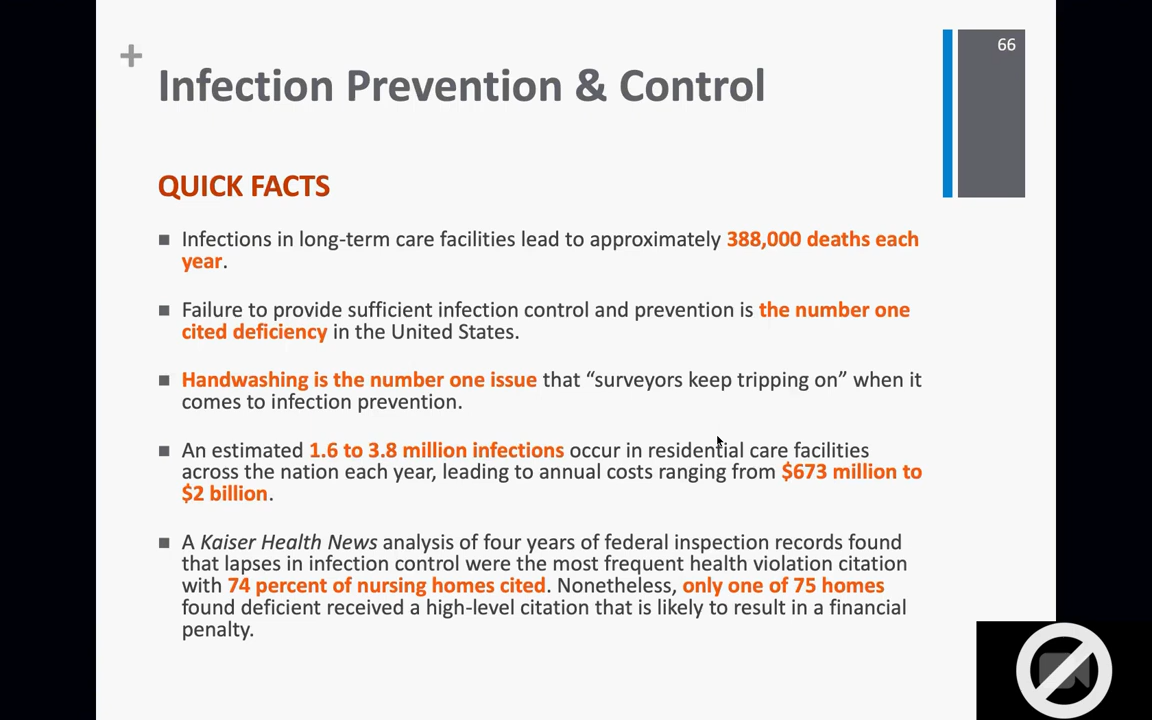 +
66
Infection Prevention & Control
QUICK FACTS
■ Infections in long-term care facilities lead to approximately 388,000 deaths each
year.
■ Failure to provide sufficient infection control and prevention is the number one
cited deficiency in the United States.
■ Handwashing is the number one issue that “surveyors keep tripping on” when it
comes to infection prevention.
■ An estimated 1.6 to 3.8 million infections occur in residential care facilities
across the nation each year, leading to annual costs ranging from $673 million to
$2 billion.
■ A Kaiser Health News analysis of four years of federal inspection records found
that lapses in infection control were the most frequent health violation citation
with 74 percent of nursing homes cited. Nonetheless, only one of 75 homes
found deficient received a high-level citation that is likely to result in a financial
penalty.